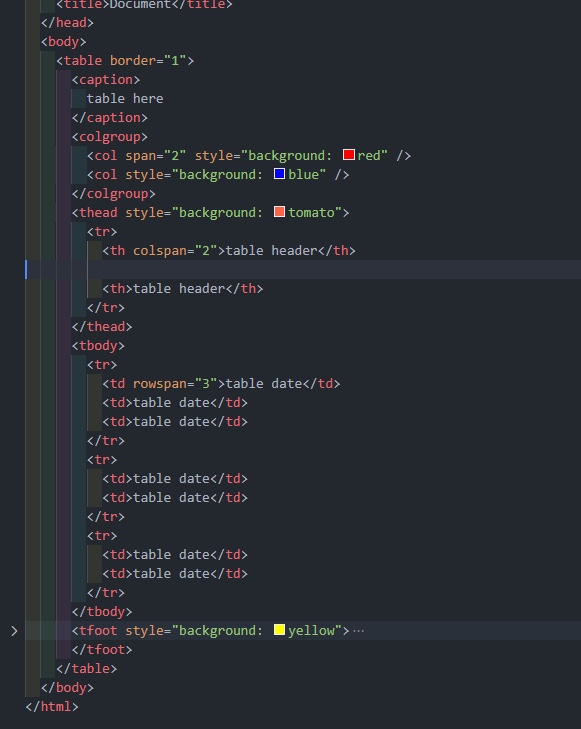 <title>Document</title>
</head>
<body>
<table border="1">
<caption>
table here
</caption>
<colgroup>
<col span="2" style="background: red" />
<col style="background: blue" />
</colgroup>
<thead style="background: tomato">
<tr>
<th colspan="2">table header</th>
<th>table header</th>
</tr>
</thead>
<tbody>
<tr>
<td rowspan="3">table date</td>
<td>table date</td>
<td>table date</td>
</tr>
<tr>
<td>table date</td>
<td>table date</td>
</tr>
<tr>
<td>table date</td>
<td>table date</td>
</tr>
</tbody>
<tfoot style="background: yellow">···
</tfoot>
</table>
</body>
</html>